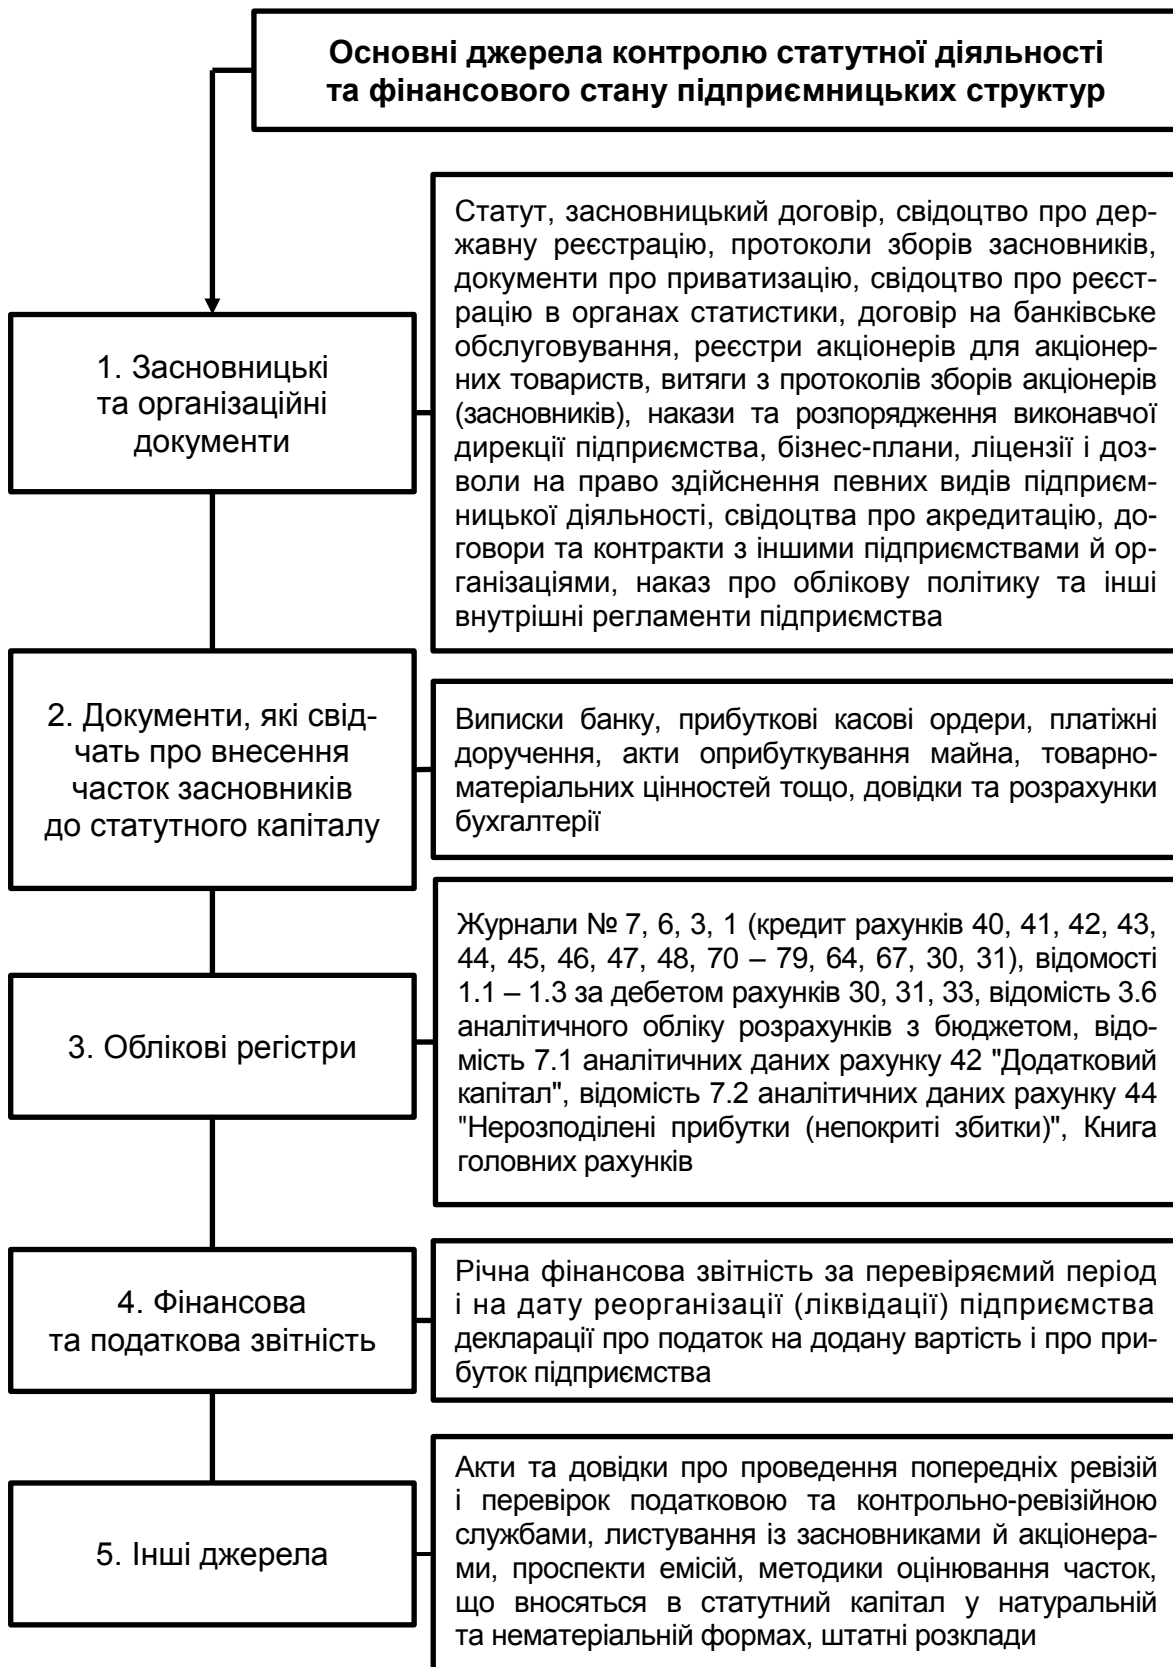 Основні джерела контролю статутної діяльності
та фінансового стану підприємницьких структур
1. Засновницькі
та організаційні
документи
Статут, засновницький договір, свідоцтво про дер-
жавну реєстрацію, протоколи зборів засновників,
документи про приватизацію, свідоцтво про реєст-
рацію в органах статистики, договір на банківське
обслуговування, реєстри акціонерів для акціонер-
них товариств, витяги з протоколів зборів акціонерів
(засновників), накази та розпорядження виконавчої
дирекції підприємства, бізнес-плани, ліцензії і доз-
воли на право здійснення певних видів підприєм-
ницької діяльності, свідоцтва про акредитацію, до-
говори та контракти з іншими підприємствами й ор-
ганізаціями, наказ про облікову політику та інші
внутрішні регламенти підприємства
2. Документи, які свід-
чать про внесення
часток засновників
до статутного капіталу
Виписки банку, прибуткові касові ордери, платіжні
доручення, акти оприбуткування майна, товарно-
матеріальних цінностей тощо, довідки та розрахунки
бухгалтерії
3. Облікові регістри
Журнали № 7, 6, 3, 1 (кредит рахунків 40, 41, 42, 43,
44, 45, 46, 47, 48, 70 – 79, 64, 67, 30, 31), відомості
1.1 – 1.3 за дебетом рахунків 30, 31, 33, відомість 3.6
аналітичного обліку розрахунків з бюджетом, відо-
мість 7.1 аналітичних даних рахунку 42 "Додатковий
капітал", відомість 7.2 аналітичних даних рахунку 44
"Нерозподілені прибутки (непокриті збитки)", Книга
головних рахунків
4. Фінансова
та податкова звітність
Річна фінансова звітність за перевіряємий період
і на дату реорганізації (ліквідації) підприємства
декларації про податок на додану вартість і про при-
буток підприємства
5. Інші джерела
Акти та довідки про проведення попередніх ревізій
і перевірок податковою та контрольно-ревізійною
службами, листування із засновниками й акціонера-
ми, проспекти емісій, методики оцінювання часток,
що вносяться в статутний капітал у натуральній
та нематеріальній формах, штатні розклади